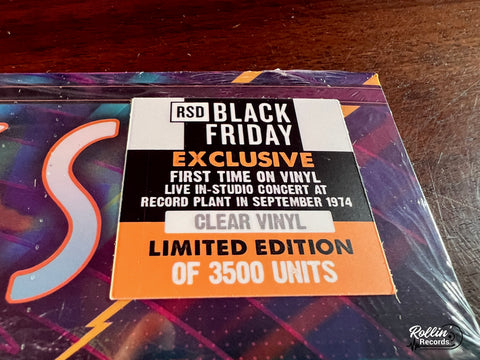 RSD BLACK
FRIDAY
EXCLUSIVE
FIRST TIME ON VINYL
LIVE IN-STUDIO CONCERT AT
RECORD PLANT IN SEPTEMBER 1974
CLEAR VINYL
LIMITED EDITION
OF 3500 UNITS
S
Rollin'
Records